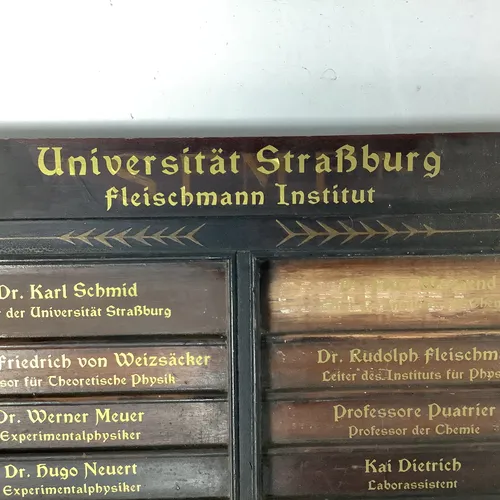 Universität Straßburg
Fleischmann Institut
Dr. Karl Schmid
der Universität Straßburg
Friedrich von Weizsäcker
sor für Theoretische Physik
Dr. Werner Meuer
Experimentalphysiker
Dr. Hugo Neuert
Experimentalphysiker
Dr. Rudolph Fleischm
Leiter des Instituts für Phys
Professore Puatrier
Professor der Chemie
Kai Dietrich
Laborassistent